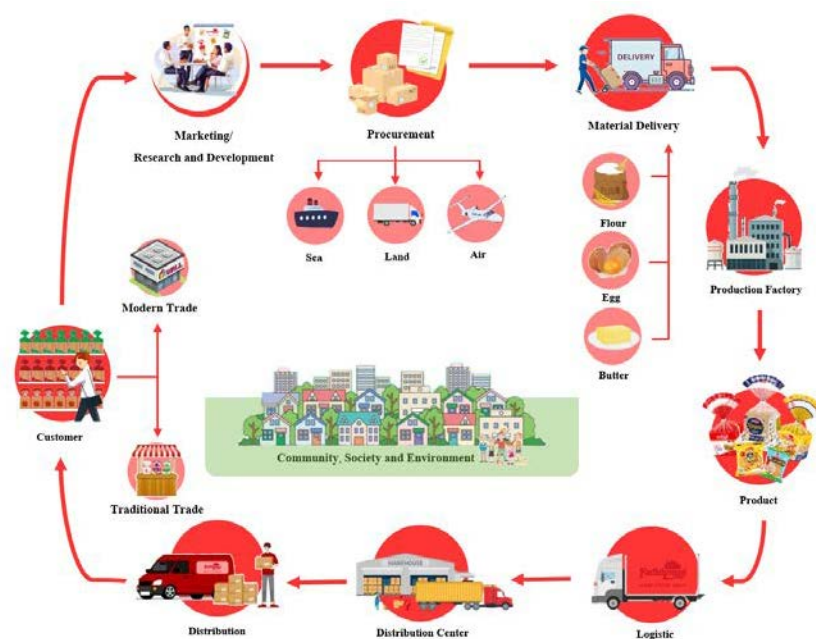 Marketing/
Research and Development
Procurement
DELIVERY
Material Delivery
Sea
Land
Air
Flour
Egg
Butter
Production Factory
Modern Trade
Customer
Traditional Trade
Community, Society and Environment
Product
WAREHOUSE
Distribution
Distribution Center
Logistic